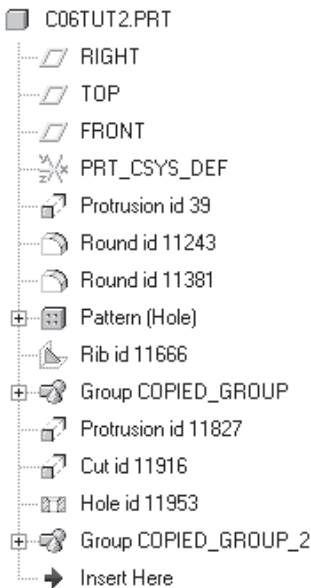 C06TUT2.PRT
RIGHT
TOP
FRONT
PRT_CSYS_DEF
Protrusion id 39
Round id 11243
Round id 11381
Pattern (Hole)
Rib id 11666
Group COPIED_GROUP
Protrusion id 11827
Cut id 11916
Hole id 11953
Group COPIED_GROUP_2
Insert Here